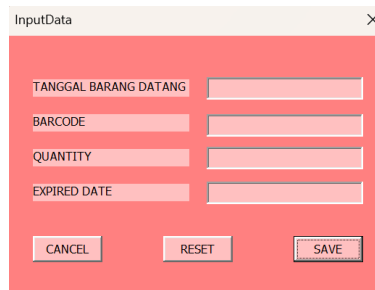 InputData
TANGGAL BARANG DATANG
BARCODE
QUANTITY
EXPIRED DATE
CANCEL RESET SAVE